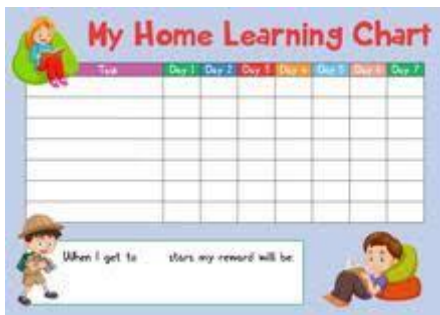 My Home Learning Chart
Task Day 1 Day 2 Day 3 Day 4 Day 5 Day 6 Day 7
When I get to stars my reward will be: